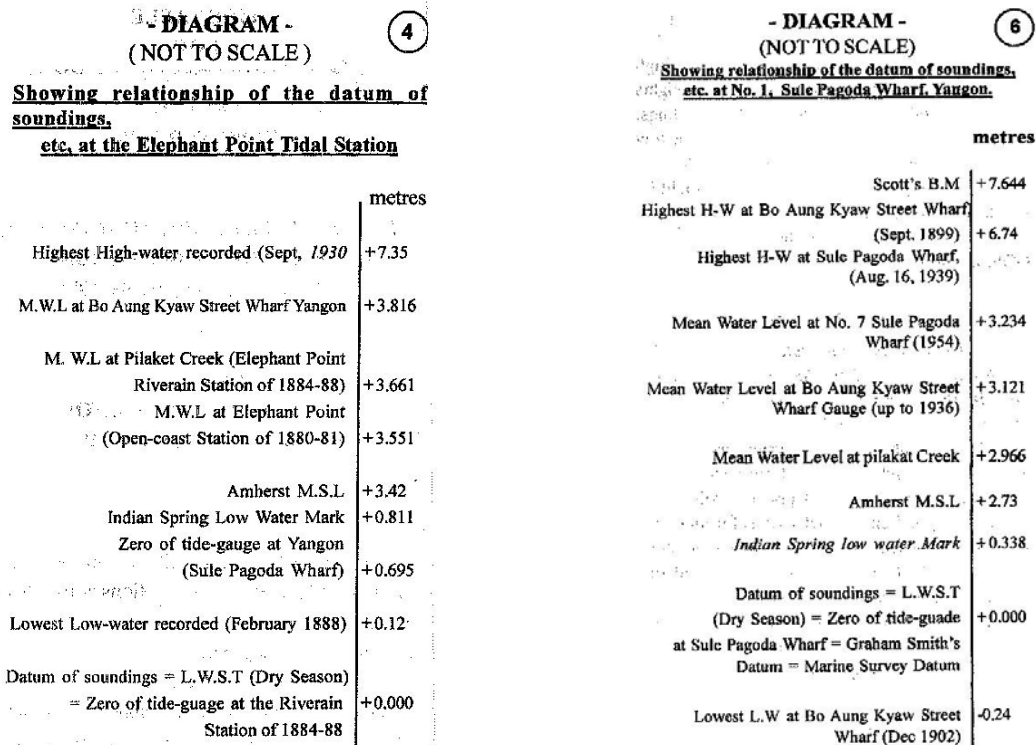 - DIAGRAM -
4
(NOT TO SCALE)
Showing relationship of the datum of
soundings,
etc, at the Elephant Point Tidal Station
metres
Highest High-water recorded (Sept, 1930 +7.35
M.W.L at Bo Aung Kyaw Street Wharf Yangon +3.816
M. W.L at Pilaket Creek (Elephant Point
Riverain Station of 1884-88) +3.661
M.W.L at Elephant Point
(Open-coast Station of 1880-81) +3.551
Amherst M.S.L +3.42
Indian Spring Low Water Mark +0.811
Zero of tide-gauge at Yangon
(Sule Pagoda Wharf) +0.695
Lowest Low-water recorded (February 1888) +0.12
Datum of soundings = L.W.S.T (Dry Season)
= Zero of tide-guage at the Riverain +0.000
Station of 1884-88
- DIAGRAM -
6
(NOT TO SCALE)
Showing relationship of the datum of soundings,
etc. at No. 1, Sule Pagoda Wharf, Yangon.
metres
Scott's B.M +7.644
Highest H-W at Bo Aung Kyaw Street Wharf
(Sept. 1899) +6.74
Highest H-W at Sule Pagoda Wharf,
(Aug. 16, 1939)
Mean Water Level at No. 7 Sule Pagoda +3.234
Wharf (1954)
Mean Water Level at Bo Aung Kyaw Street +3.121
Wharf Gauge (up to 1936)
Mean Water Level at pilakat Creek +2.966
Amherst M.S.L +2.73
Indian Spring low water Mark +0.338
Datum of soundings = L.W.S.T
(Dry Season) = Zero of tide-guade +0.000
at Sule Pagoda Wharf = Graham Smith's
Datum = Marine Survey Datum
Lowest L.W at Bo Aung Kyaw Street -0.24
Wharf (Dec 1902)